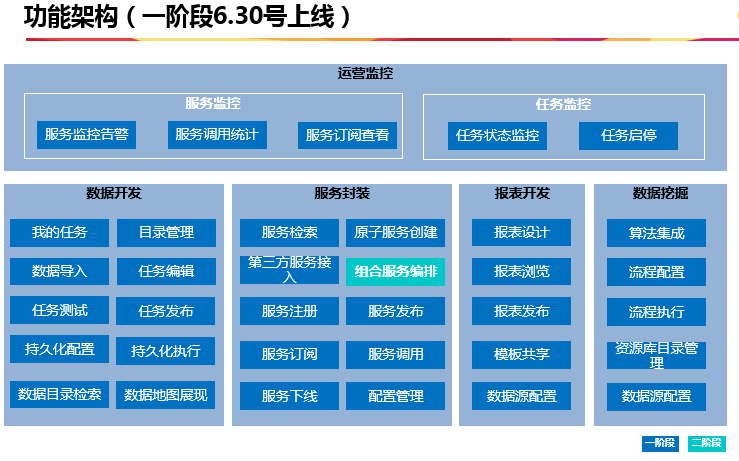 功能架构（一阶段6.30号上线）
运营监控
服务监控
服务监控告警
服务调用统计
服务订阅查看
任务监控
任务状态监控
任务启停
数据开发
我的任务
目录管理
数据导入
任务编辑
任务测试
任务发布
持久化配置
持久化执行
数据目录检索
数据地图展现
服务封装
服务检索
原子服务创建
第三方服务接
入
组合服务编排
服务注册
服务发布
服务订阅
服务调用
服务下线
配置管理
报表开发
报表设计
报表浏览
报表发布
模板共享
数据源配置
数据挖掘
算法集成
流程配置
流程执行
资源库目录管
理
数据源配置
一阶段
二阶段